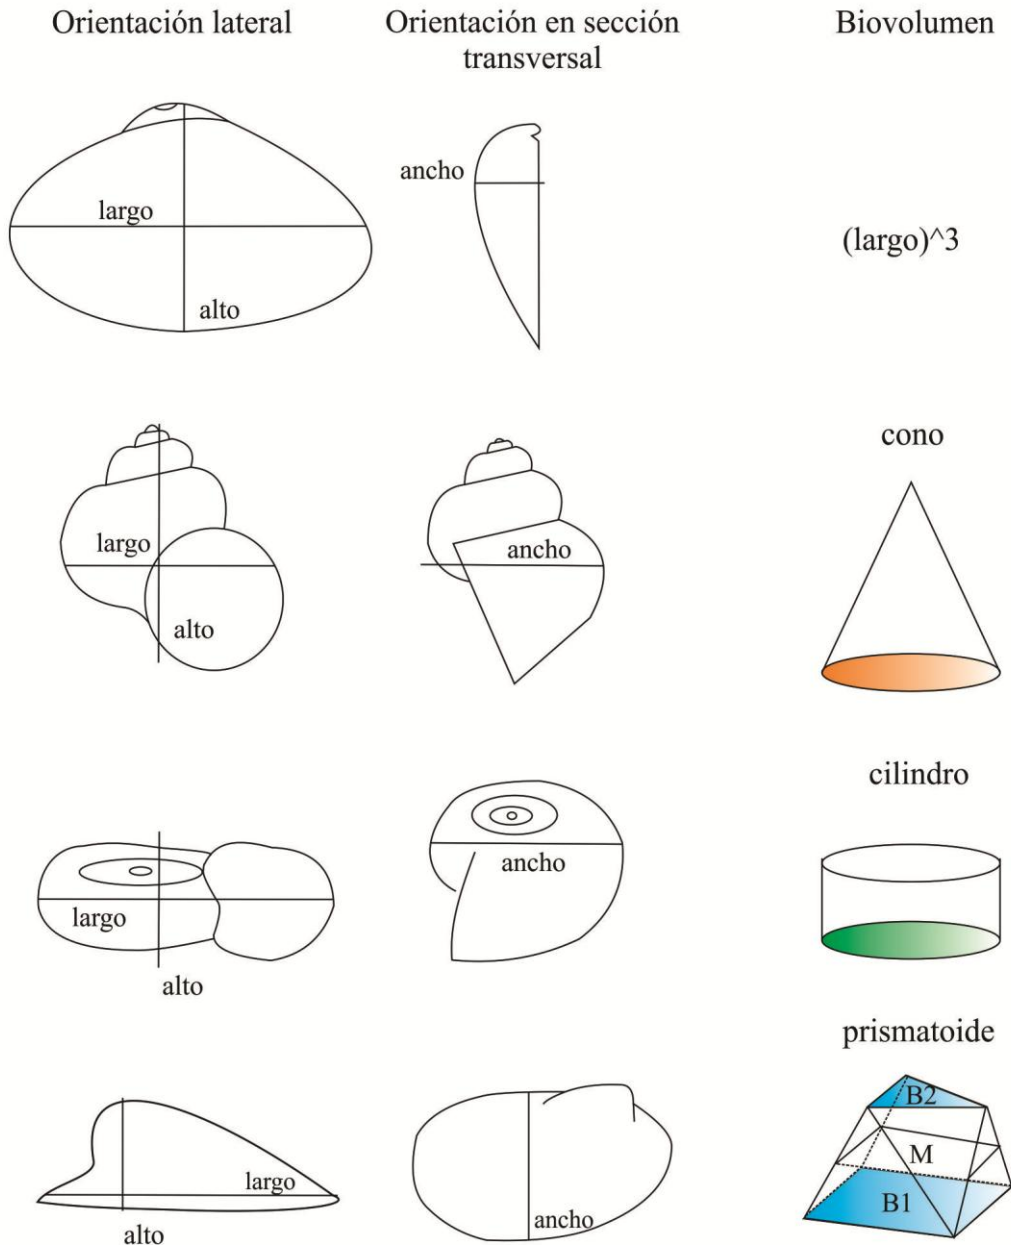 Orientación lateral
Orientación en sección
transversal
Biovolumen
largo
alto
ancho
(largo)^3
largo
alto
ancho
cono
largo
alto
ancho
cilindro
largo
alto
ancho
prismatoide
B2
M
B1